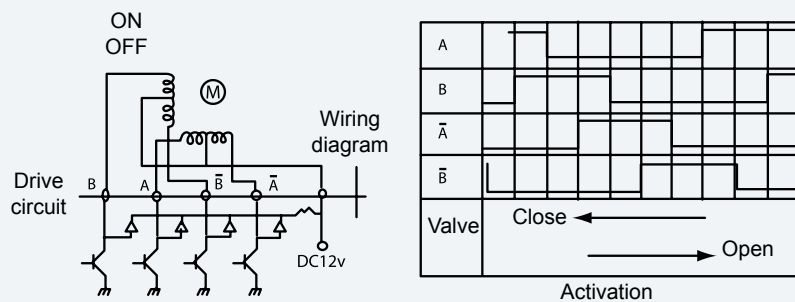 ON
OFF
M
Wiring
diagram
Drive
circuit
B
A
B̄
Ā
DC12v
A
B
Ā
B̄
Valve
Close
Open
Activation